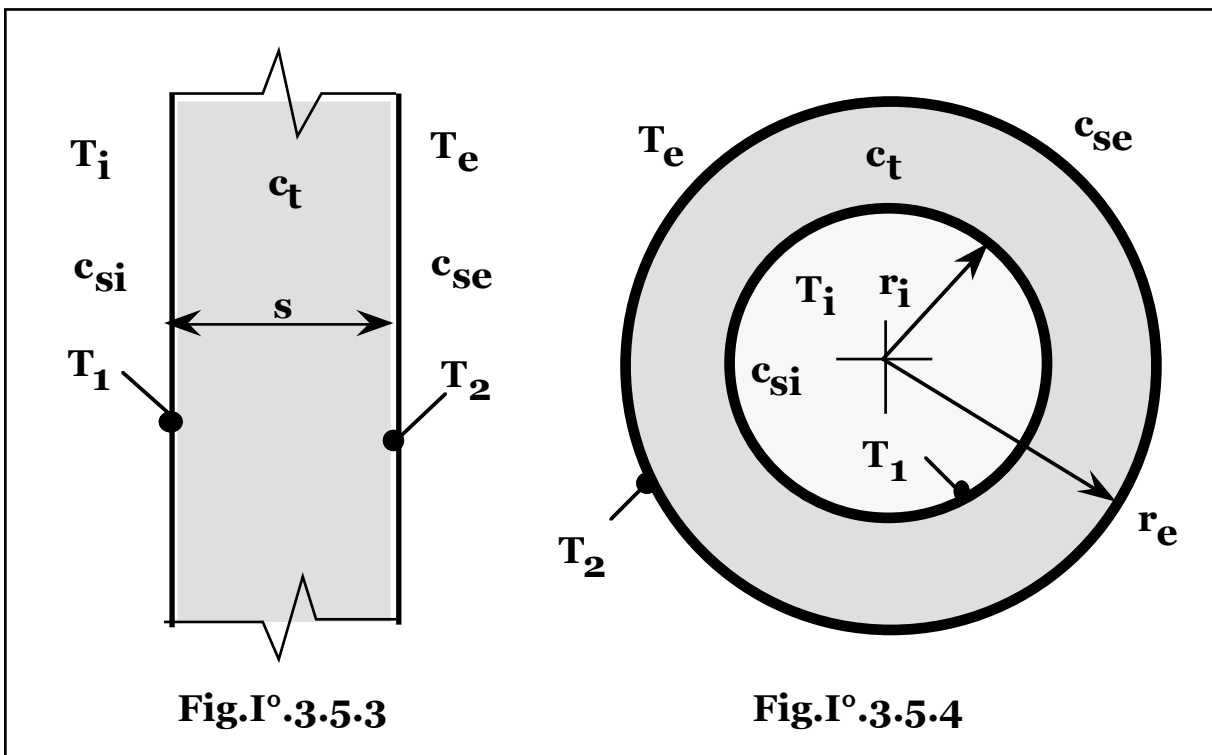 Ti
Te
ct
csi
cse
s
T1
T2
Fig.I°.3.5.3
Te
cse
ct
Ti
ri
csi
T1
T2
re
Fig.I°.3.5.4